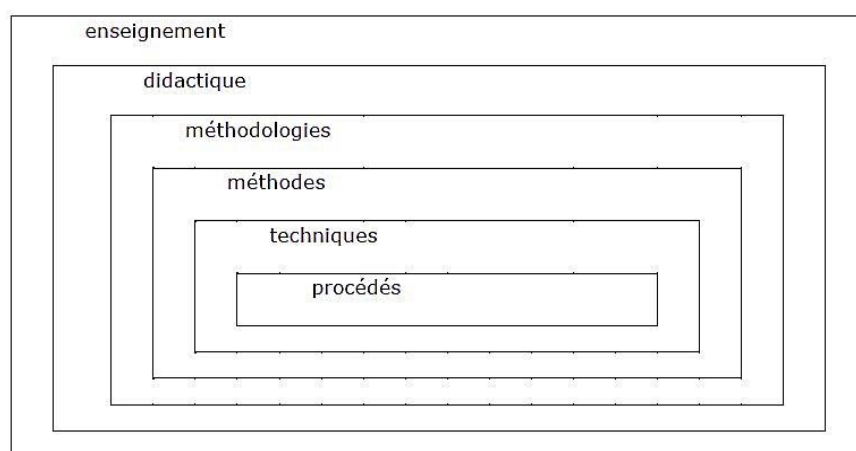 enseignement
didactique
méthodologies
méthodes
techniques
procédés